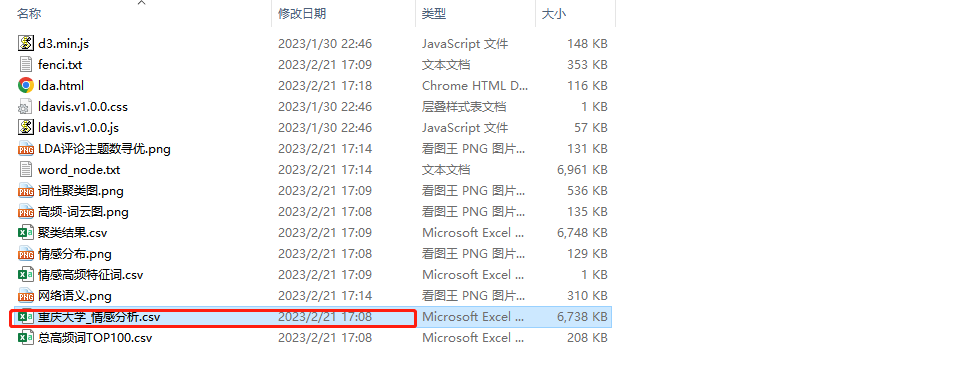 名称 修改日期 类型 大小
d3.min.js 2023/1/30 22:46 JavaScript 文件 148 KB
fenci.txt 2023/2/21 17:09 文本文档 353 KB
lda.html 2023/2/21 17:18 Chrome HTML D... 116 KB
ldavis.v1.0.0.css 2023/1/30 22:46 层叠样式表文档 1 KB
ldavis.v1.0.0.js 2023/1/30 22:46 JavaScript 文件 57 KB
LDA评论主题数寻优.png 2023/2/21 17:14 看图王 PNG 图片... 131 KB
word_node.txt 2023/2/21 17:14 文本文档 6,961 KB
词性聚类图.png 2023/2/21 17:09 看图王 PNG 图片... 536 KB
高频-词云图.png 2023/2/21 17:08 看图王 PNG 图片... 135 KB
聚类结果.csv 2023/2/21 17:09 Microsoft Excel ... 6,748 KB
情感分布.png 2023/2/21 17:08 看图王 PNG 图片... 129 KB
情感高频特征词.csv 2023/2/21 17:09 Microsoft Excel ... 1 KB
网络语义.png 2023/2/21 17:14 看图王 PNG 图片... 310 KB
重庆大学_情感分析.csv 2023/2/21 17:08 Microsoft Excel ... 6,738 KB
总高频词TOP100.csv 2023/2/21 17:08 Microsoft Excel ... 208 KB